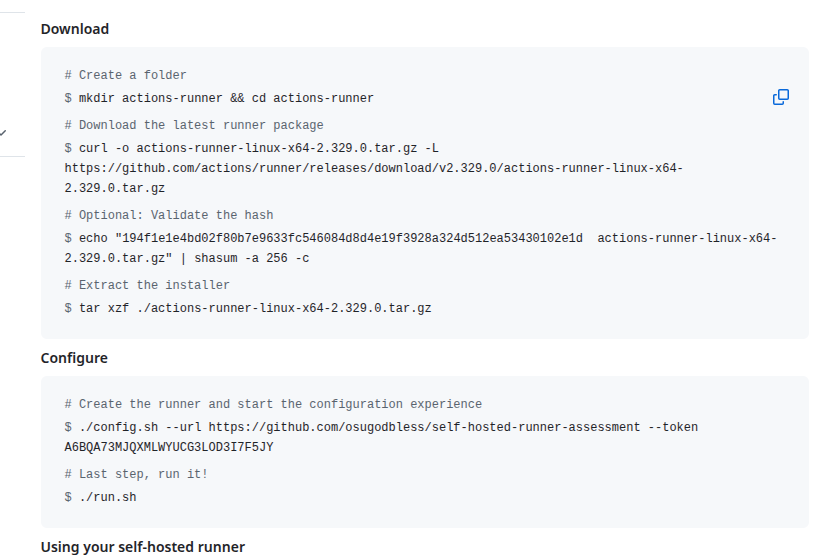 Download
# Create a folder
$ mkdir actions-runner && cd actions-runner
# Download the latest runner package
$ curl -o actions-runner-linux-x64-2.329.0.tar.gz -L
https://github.com/actions/runner/releases/download/v2.329.0/actions-runner-linux-x64-
2.329.0.tar.gz
# Optional: Validate the hash
$ echo "194f1e1e4bd02f80b7e9633fc546084d8d4e19f3928a324d512ea53430102e1d  actions-runner-linux-x64-
2.329.0.tar.gz" | shasum -a 256 -c
# Extract the installer
$ tar xzf ./actions-runner-linux-x64-2.329.0.tar.gz
Configure
# Create the runner and start the configuration experience
$ ./config.sh --url https://github.com/osugodbless/self-hosted-runner-assessment --token
A6BQA73MJQXMLWYUCG3LOD3I7F5JY
# Last step, run it!
$ ./run.sh
Using your self-hosted runner